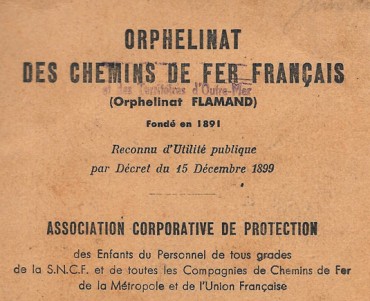 ORPHELINAT
DES CHEMINS DE FER FRANÇAIS
et des Territoires d'Outre-Mer
(Orphelinat FLAMAND)
Fondé en 1891
Reconnu d'Utilité publique
par Décret du 15 Décembre 1899
ASSOCIATION CORPORATIVE DE PROTECTION
des Enfants du Personnel de tous grades
de la S.N.C.F. et de toutes les Compagnies de Chemins de Fer
de la Métropole et de l'Union Française